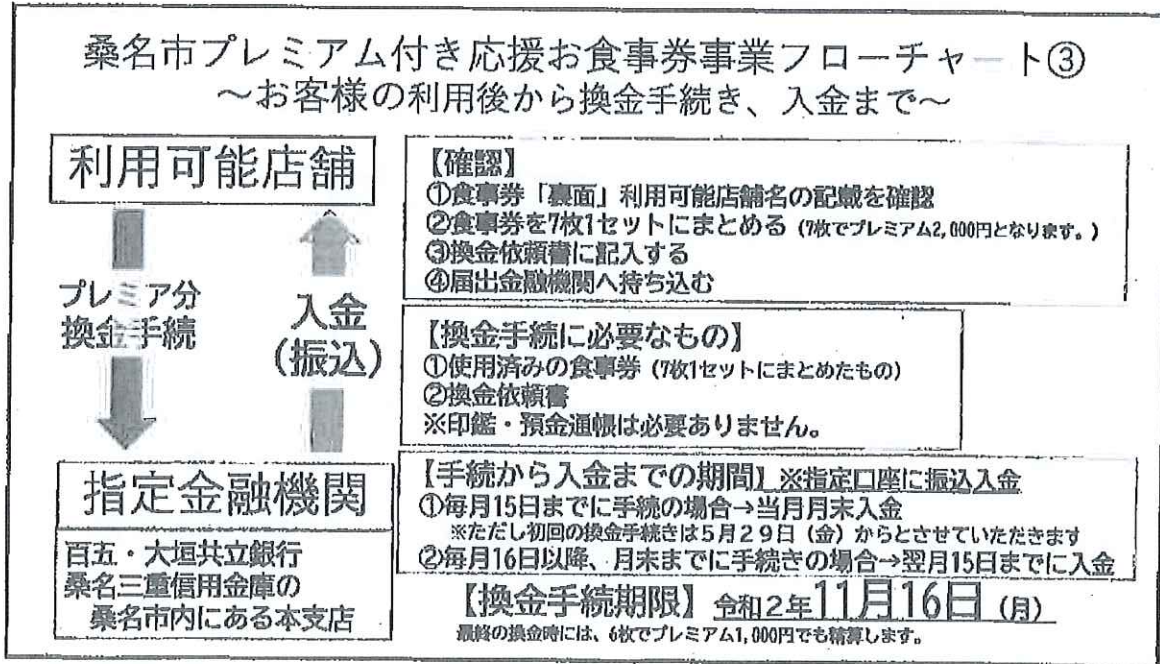 桑名市プレミアム付き応援お食事券事業フローチャート③
～お客様の利用後から換金手続き、入金まで～
利用可能店舗
プレミア分
換金手続
入金
(振込)
指定金融機関
百五・大垣共立銀行
桑名三重信用金庫の
桑名市内にある本支店
【確認】
①食事券「裏面」利用可能店舗名の記載を確認
②食事券を7枚1セットにまとめる (7枚でプレミアム2,000円となります。)
③換金依頼書に記入する
④届出金融機関へ持ち込む
【換金手続に必要なもの】
①使用済みの食事券 (7枚1セットにまとめたもの)
②換金依頼書
※印鑑・預金通帳は必要ありません。
【手続から入金までの期間】※指定口座に振込入金
①毎月15日までに手続の場合→当月月末入金
※ただし初回の換金手続きは5月29日（金）からとさせていただきます
②毎月16日以降、月末までに手続きの場合→翌月15日までに入金
【換金手続期限】 令和2年11月16日（月）
最終の換金時には、6枚でプレミアム1,000円でも精算します。